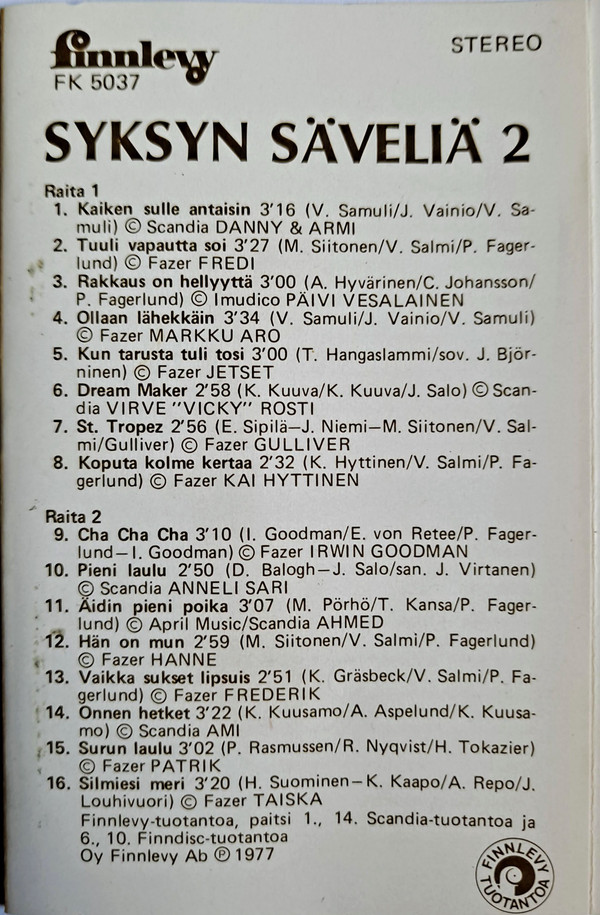 finnlevy
STEREO
FK 5037
SYKSYN SÄVELIÄ 2
Raita 1
1. Kaiken sulle antaisin 3'16 (V. Samuli/J. Vainio/V. Sa-
muli) © Scandia DANNY & ARMI
2. Tuuli vapautta soi 3'27 (M. Siitonen/V. Salmi/P. Fager-
lund) © Fazer FREDI
3. Rakkaus on hellyyttä 3'00 (A. Hyvärinen/C. Johansson/
P. Fagerlund) © Imudico PÄIVI VESALAINEN
4. Ollaan lähekkäin 3'34 (V. Samuli/J. Vainio/V. Samuli)
© Fazer MARKKU ARO
5. Kun tarusta tuli tosi 3'00 (T. Hangaslammi/sov. J. Björ-
ninen) © Fazer JETSET
6. Dream Maker 2'58 (K. Kuuva/K. Kuuva/J. Salo) © Scan-
dia VIRVE "VICKY" ROSTI
7. St. Tropez 2'56 (E. Sipilä—J. Niemi—M. Siitonen/V. Sal-
mi/Gulliver) © Fazer GULLIVER
8. Koputa kolme kertaa 2'32 (K. Hyttinen/V. Salmi/P. Fa-
gerlund) © Fazer KAI HYTTINEN
Raita 2
9. Cha Cha Cha 3'10 (I. Goodman/E. von Retee/P. Fager-
lund—I. Goodman) © Fazer IRWIN GOODMAN
10. Pieni laulu 2'50 (D. Balogh—J. Salo/san. J. Virtanen)
© Scandia ANNELI SARI
11. Äidin pieni poika 3'07 (M. Pörhö/T. Kansa/P. Fager-
lund) © April Music/Scandia AHMED
12. Hän on mun 2'59 (M. Siitonen/V. Salmi/P. Fagerlund)
© Fazer HANNE
13. Vaikka sukset lipsuis 2'51 (K. Gräsbeck/V. Salmi/P. Fa-
gerlund) © Fazer FREDERIK
14. Onnen hetket 3'22 (K. Kuusamo/A. Aspelund/K. Kuusa-
mo) © Scandia AMI
15. Surun laulu 3'02 (P. Rasmussen/R. Nyqvist/H. Tokazier)
© Fazer PATRIK
16. Silmiesi meri 3'20 (H. Suominen—K. Kaapo/A. Repo/J.
Louhivuori) © Fazer TAISKA
Finnlevy-tuotantoa, paitsi 1., 14. Scandia-tuotantoa ja
6., 10. Finndisc-tuotantoa
Oy Finnlevy Ab ℗ 1977
FINNLEVY
TUOTANTOA